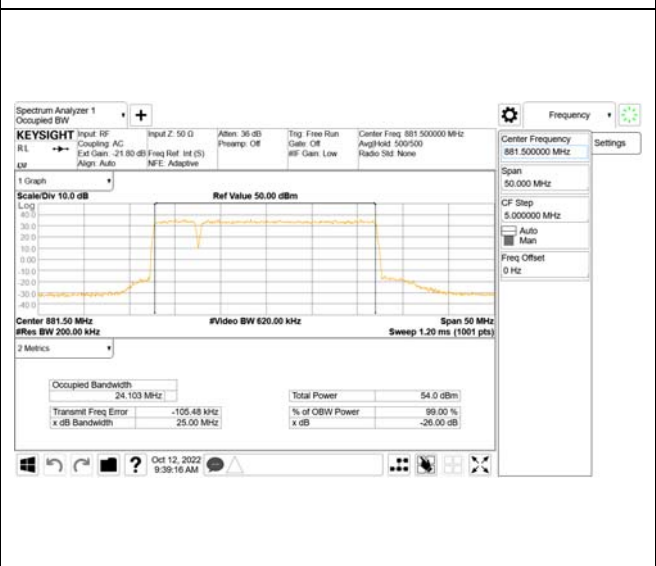 Spectrum Analyzer 1
Occupied BW
Frequency
KEYSIGHT
RL
Input: RF
Coupling: AC
Ext Gain: -21.80 dB
Align: Auto
Input Z: 50 Ω
Freq Ref: Int (S)
NFE: Adaptive
Atten: 36 dB
Preamp: Off
Trig: Free Run
Gate: Off
#IF Gain: Low
Center Freq: 881.500000 MHz
Avg|Hold: 500/500
Radio Std: None
Center Frequency
881.500000 MHz
Settings
Span
50.000 MHz
CF Step
5.000000 MHz
Auto
Man
Freq Offset
0 Hz
1 Graph
Scale/Div 10.0 dB
Ref Value 50.00 dBm
Log
40.0
30.0
20.0
10.0
0.00
-10.0
-20.0
-30.0
-40.0
Center 881.50 MHz
#Video BW 620.00 kHz
Span 50 MHz
#Res BW 200.00 kHz
Sweep 1.20 ms (1001 pts)
2 Metrics
Occupied Bandwidth
24.103 MHz
Total Power 54.0 dBm
Transmit Freq Error -105.48 kHz
% of OBW Power 99.00 %
x dB Bandwidth 25.00 MHz
x dB -26.00 dB
Oct 12, 2022
9:39:16 AM